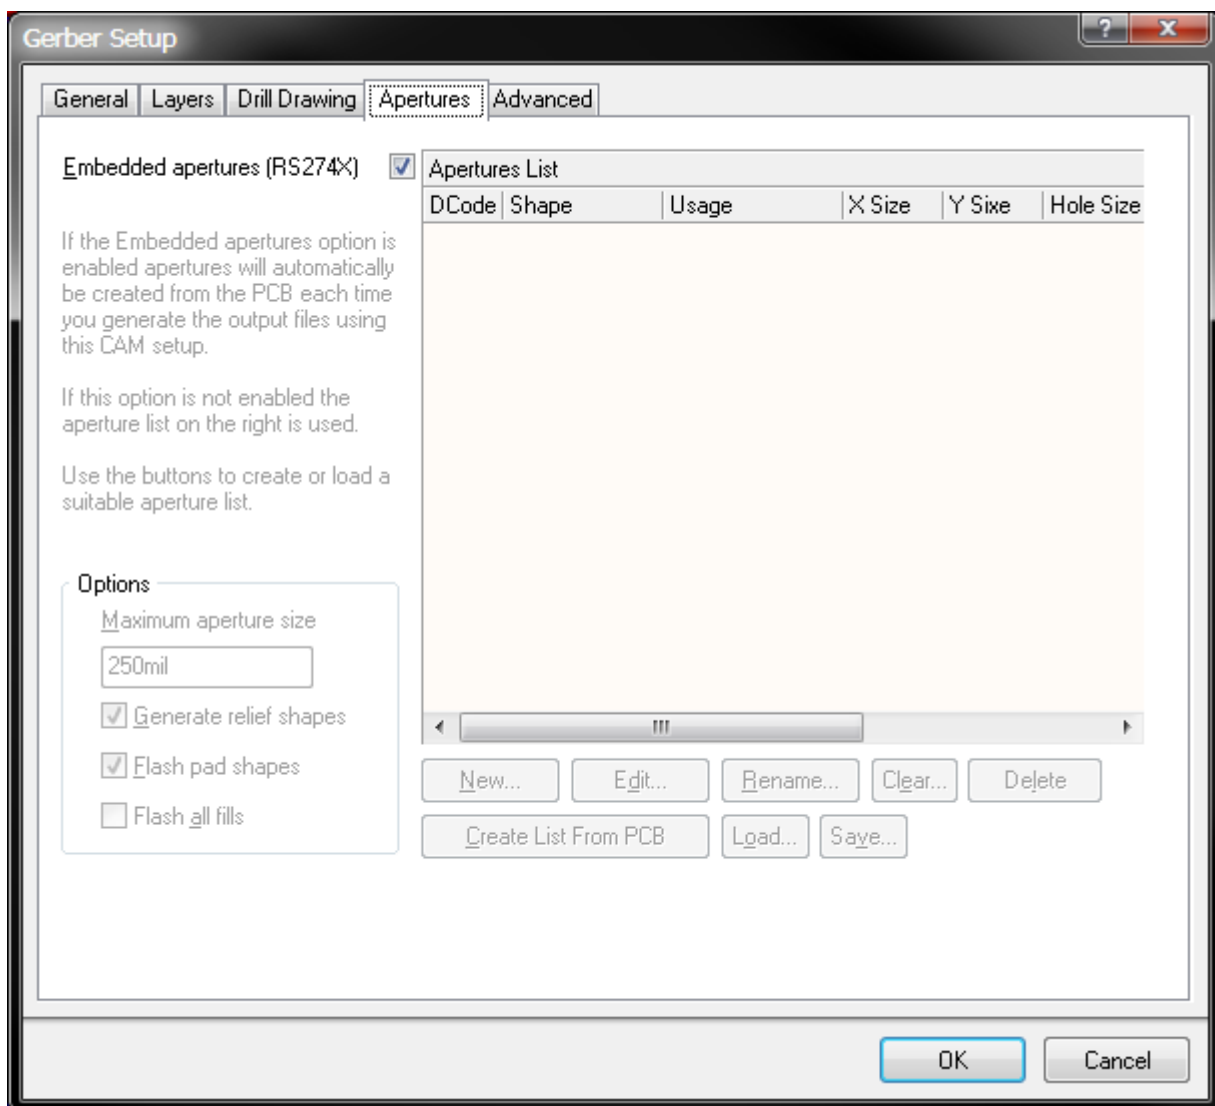 Gerber Setup
?
General Layers Drill Drawing Apertures Advanced
Embedded apertures (RS274X)
If the Embedded apertures option is
enabled apertures will automatically
be created from the PCB each time
you generate the output files using
this CAM setup.
If this option is not enabled the
aperture list on the right is used.
Use the buttons to create or load a
suitable aperture list.
Options
Maximum aperture size
250mil
Generate relief shapes
Flash pad shapes
Flash all fills
Apertures List
DCode Shape Usage X Size Y Sixe Hole Size
New... Edit... Rename... Clear... Delete
Create List From PCB Load... Save...
OK Cancel